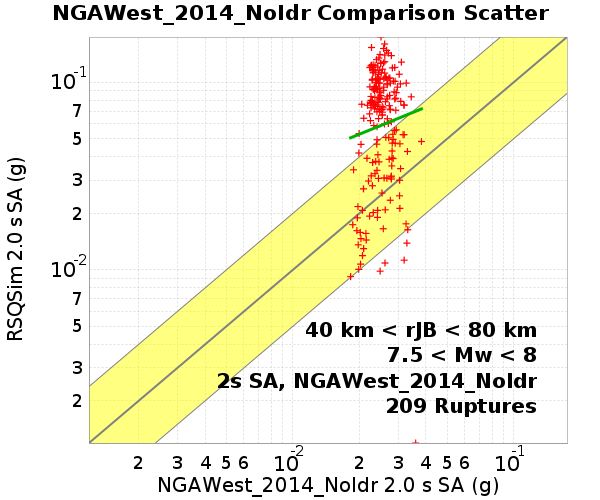 NGAWest_2014_NoIdr Comparison Scatter
10-1
7
5
3
2
10-2
7
5
3
2
RSQSim 2.0 s SA (g)
40 km < rJB < 80 km
7.5 < Mw < 8
2s SA, NGAWest_2014_NoIdr
209 Ruptures
2 3 4 5 6 10-2 2 3 4 5 6 10-1
NGAWest_2014_NoIdr 2.0 s SA (g)